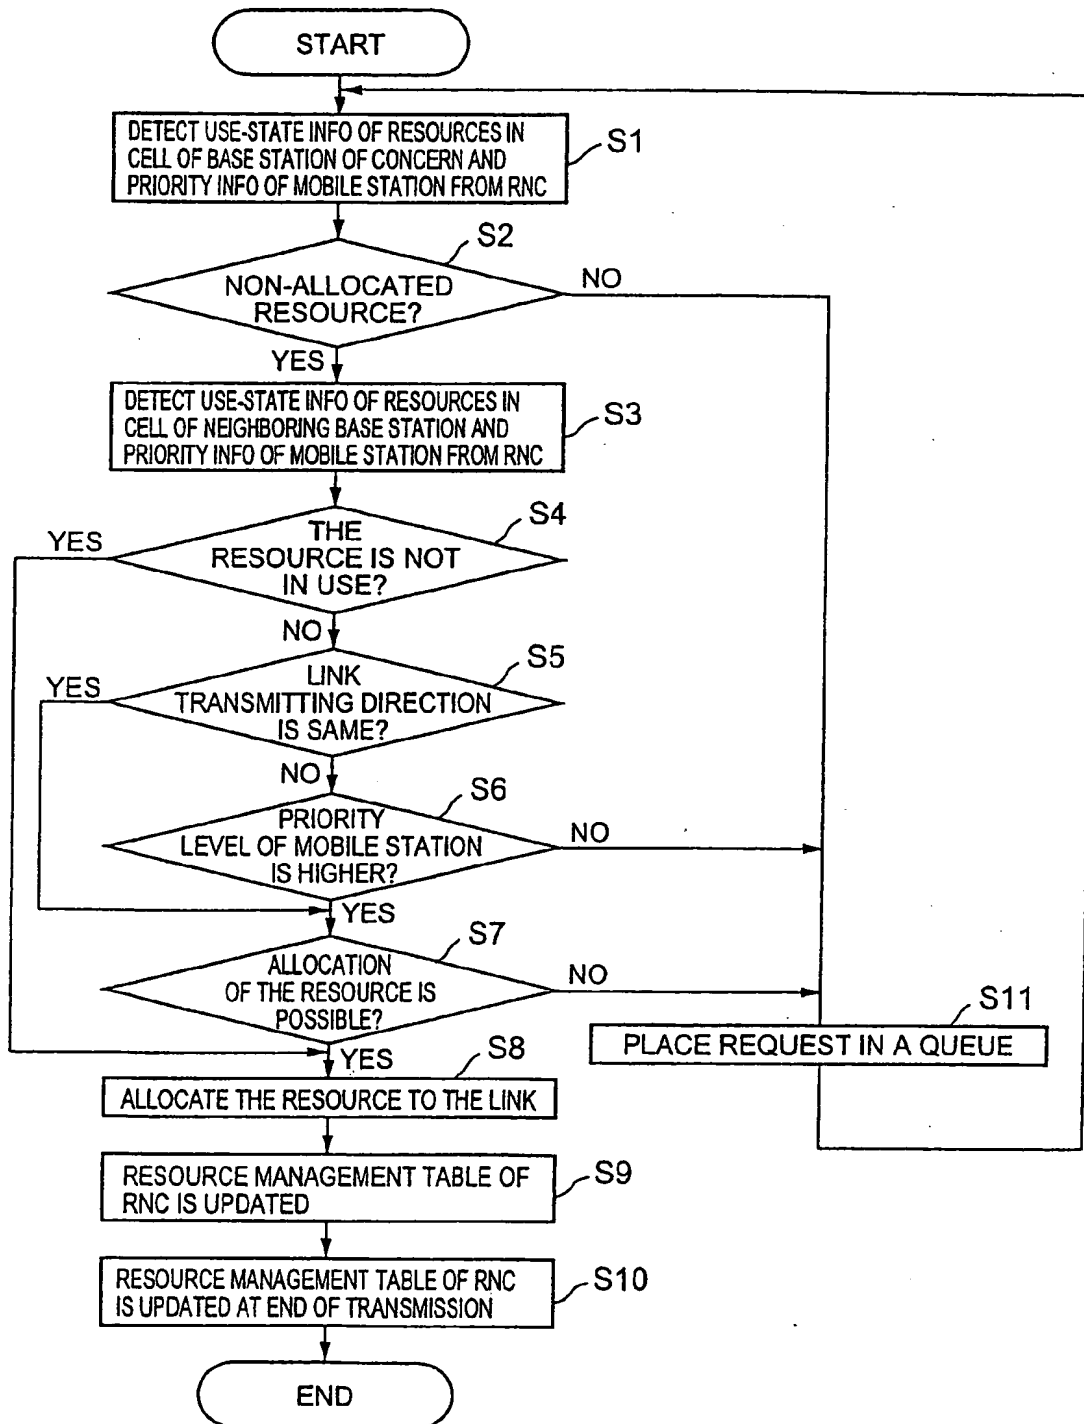 START
DETECT USE-STATE INFO OF RESOURCES IN
CELL OF BASE STATION OF CONCERN AND
PRIORITY INFO OF MOBILE STATION FROM RNC
S1
S2
NON-ALLOCATED
RESOURCE?
NO
YES
DETECT USE-STATE INFO OF RESOURCES IN
CELL OF NEIGHBORING BASE STATION AND
PRIORITY INFO OF MOBILE STATION FROM RNC
S3
S4
YES
THE
RESOURCE IS NOT
IN USE?
NO
S5
YES
LINK
TRANSMITTING DIRECTION
IS SAME?
NO
S6
PRIORITY
LEVEL OF MOBILE STATION
IS HIGHER?
NO
YES
S7
ALLOCATION
OF THE RESOURCE IS
POSSIBLE?
NO
YES
S11
PLACE REQUEST IN A QUEUE
S8
ALLOCATE THE RESOURCE TO THE LINK
RESOURCE MANAGEMENT TABLE OF
RNC IS UPDATED
S9
RESOURCE MANAGEMENT TABLE OF RNC
IS UPDATED AT END OF TRANSMISSION
S10
END